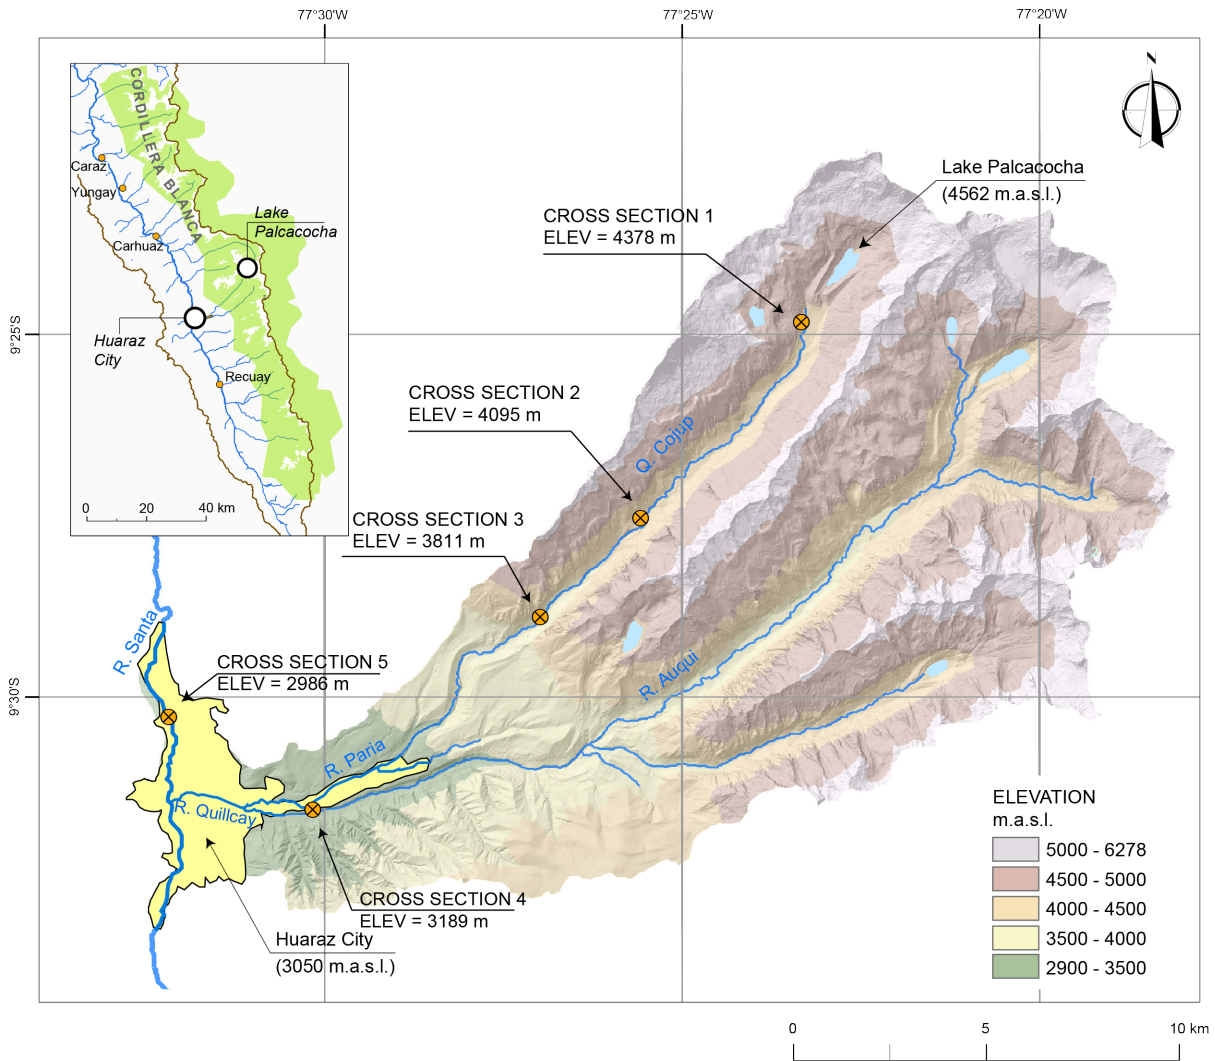 77°30'W
77°25'W
77°20'W
N
CORDILLERA BLANCA
Caraz
Yungay
Carhuaz
Lake
Palcacocha
Huaraz
City
Recuay
0 20 40 km
Lake Palcacocha
(4562 m.a.s.l.)
CROSS SECTION 1
ELEV = 4378 m
9°25'S
CROSS SECTION 2
ELEV = 4095 m
Q. Cojup
CROSS SECTION 3
ELEV = 3811 m
R. Santa
CROSS SECTION 5
ELEV = 2986 m
R. Auqui
9°30'S
R. Paria
R. Quillcay
CROSS SECTION 4
ELEV = 3189 m
Huaraz City
(3050 m.a.s.l.)
ELEVATION
m.a.s.l.
5000 - 6278
4500 - 5000
4000 - 4500
3500 - 4000
2900 - 3500
0 5 10 km